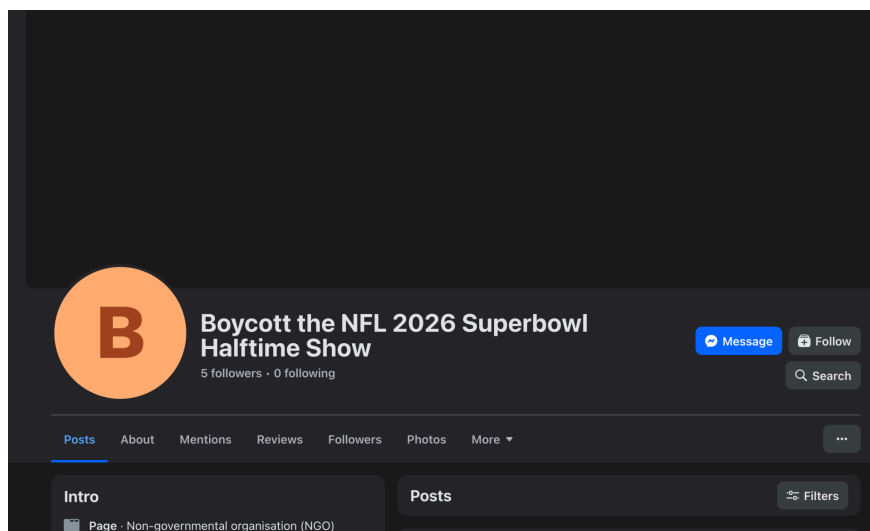 B
Boycott the NFL 2026 Superbowl
Halftime Show
5 followers • 0 following
Message
Follow
Search
Posts
About
Mentions
Reviews
Followers
Photos
More
Intro
Page · Non-governmental organisation (NGO)
Posts
Filters